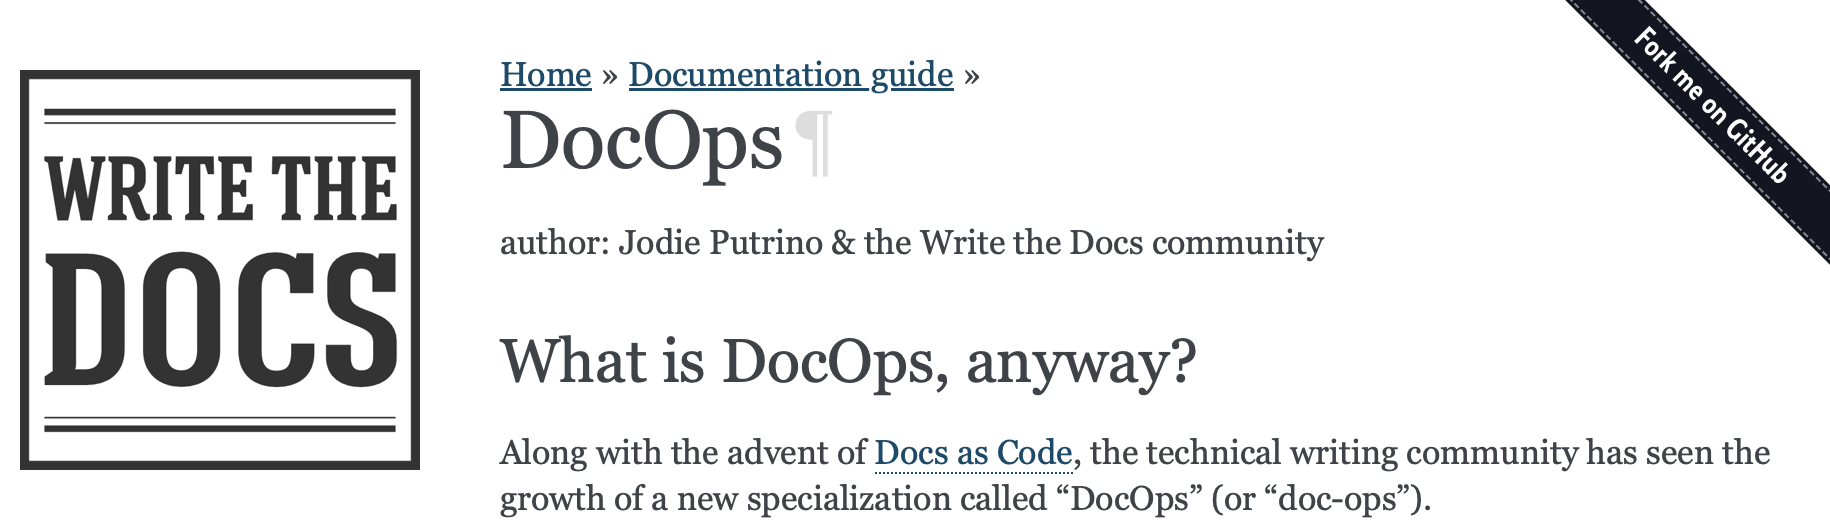 WRITE THE
DOCS
Home » Documentation guide »
DocOps ¶
author: Jodie Putrino & the Write the Docs community
What is DocOps, anyway?
Along with the advent of Docs as Code, the technical writing community has seen the
growth of a new specialization called “DocOps” (or “doc-ops”).
Fork me on GitHub